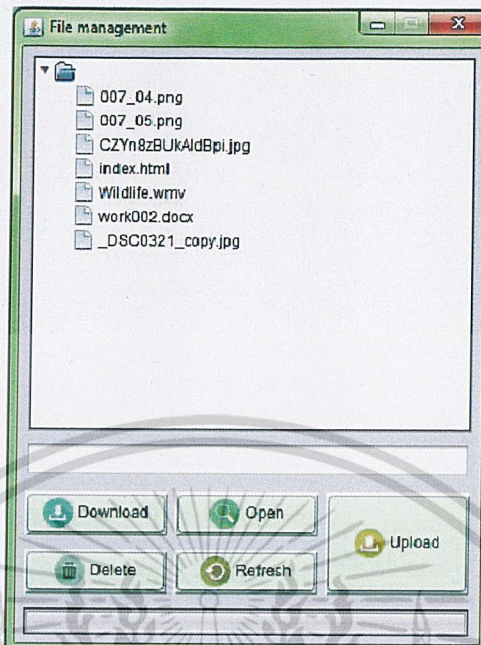 File management
007_04.png
007_05.png
CZYn8zBUkAldBpi.jpg
index.html
Wildlife.wmv
work002.docx
_DSC0321_copy.jpg
Download
Open
Upload
Delete
Refresh